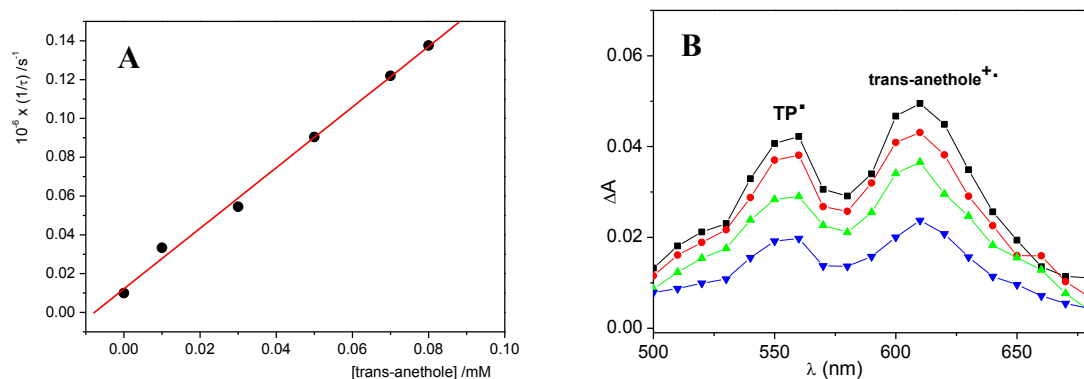 A
10⁻⁶ x (1/τ) /s⁻¹
0.14
0.12
0.10
0.08
0.06
0.04
0.02
0.00
0.00 0.02 0.04 0.06 0.08 0.10
[trans-anethole] /mM
B
ΔA
0.06
0.04
0.02
0.00
TP▪
trans-anethole⁺·
500 550 600 650
λ (nm)